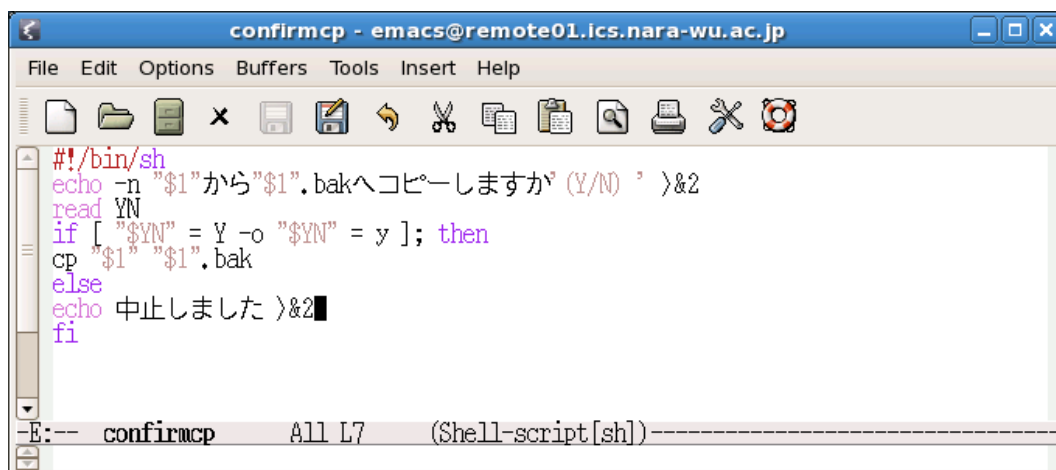 confirmcp - emacs@remote01.ics.nara-wu.ac.jp
File Edit Options Buffers Tools Insert Help
#!/bin/sh
echo -n "$1"から"$1".bakへコピーしますか'(Y/N) ' >&2
read YN
if [ "$YN" = Y -o "$YN" = y ]; then
cp "$1" "$1".bak
else
echo 中止しました >&2
fi
-E:-- confirmcp All L7 (Shell-script[sh])----------------------------------